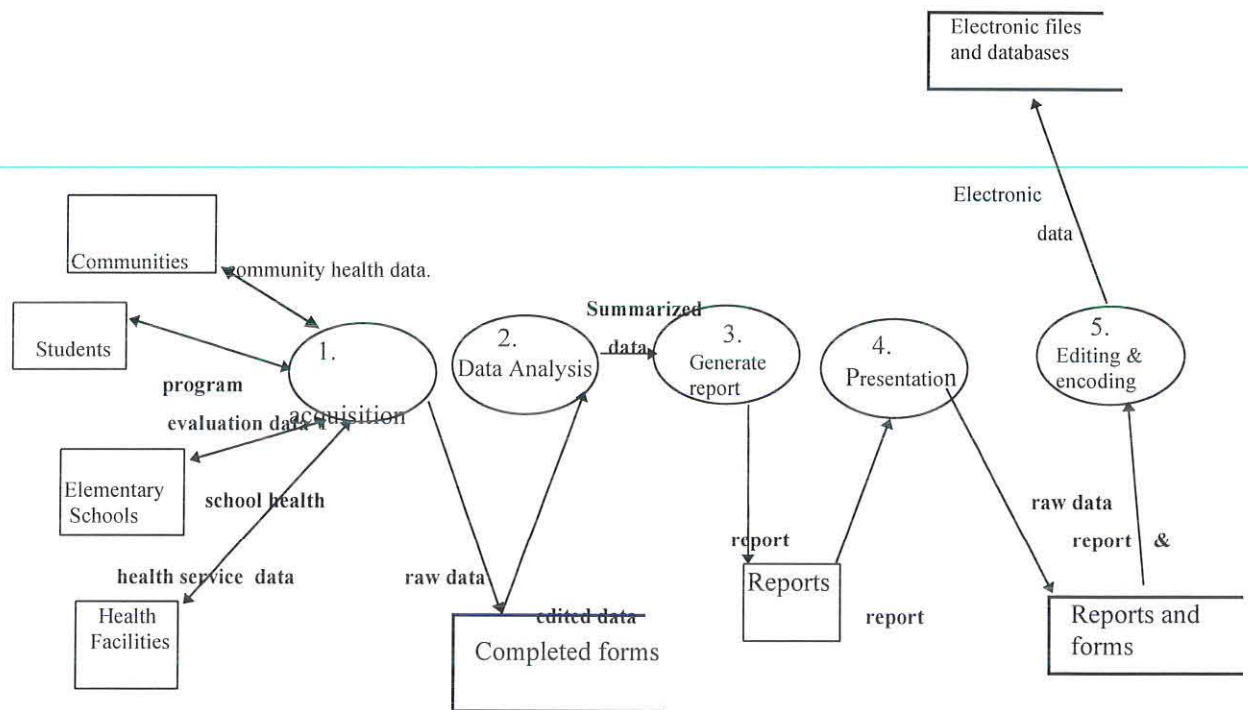 Electronic files
and databases
Electronic
data
Communities
community health data.
Students
1.
acquisition
program
evaluation data
Elementary
Schools
school health
health service data
Health
Facilities
raw data
2.
Data Analysis
edited data
Completed forms
Summarized
data
3.
Generate
report
report
Reports
report
4.
Presentation
raw data
report &
Reports and
forms
5.
Editing &
encoding